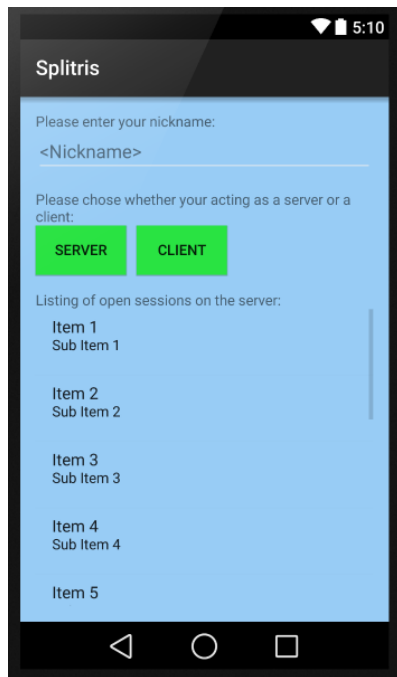 5:10
Splitris
Please enter your nickname:
<Nickname>
Please chose whether your acting as a server or a
client:
SERVER CLIENT
Listing of open sessions on the server:
Item 1
Sub Item 1
Item 2
Sub Item 2
Item 3
Sub Item 3
Item 4
Sub Item 4
Item 5